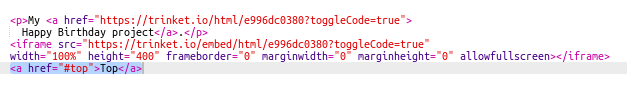 <p>My <a href="https://trinket.io/html/e996dc0380?toggleCode=true">
Happy Birthday project</a>.</p>
<iframe src="https://trinket.io/embed/html/e996dc0380?toggleCode=true"
width="100%" height="400" frameborder="0" marginwidth="0" marginheight="0" allowfullscreen></iframe>
<a href="#top">Top</a>